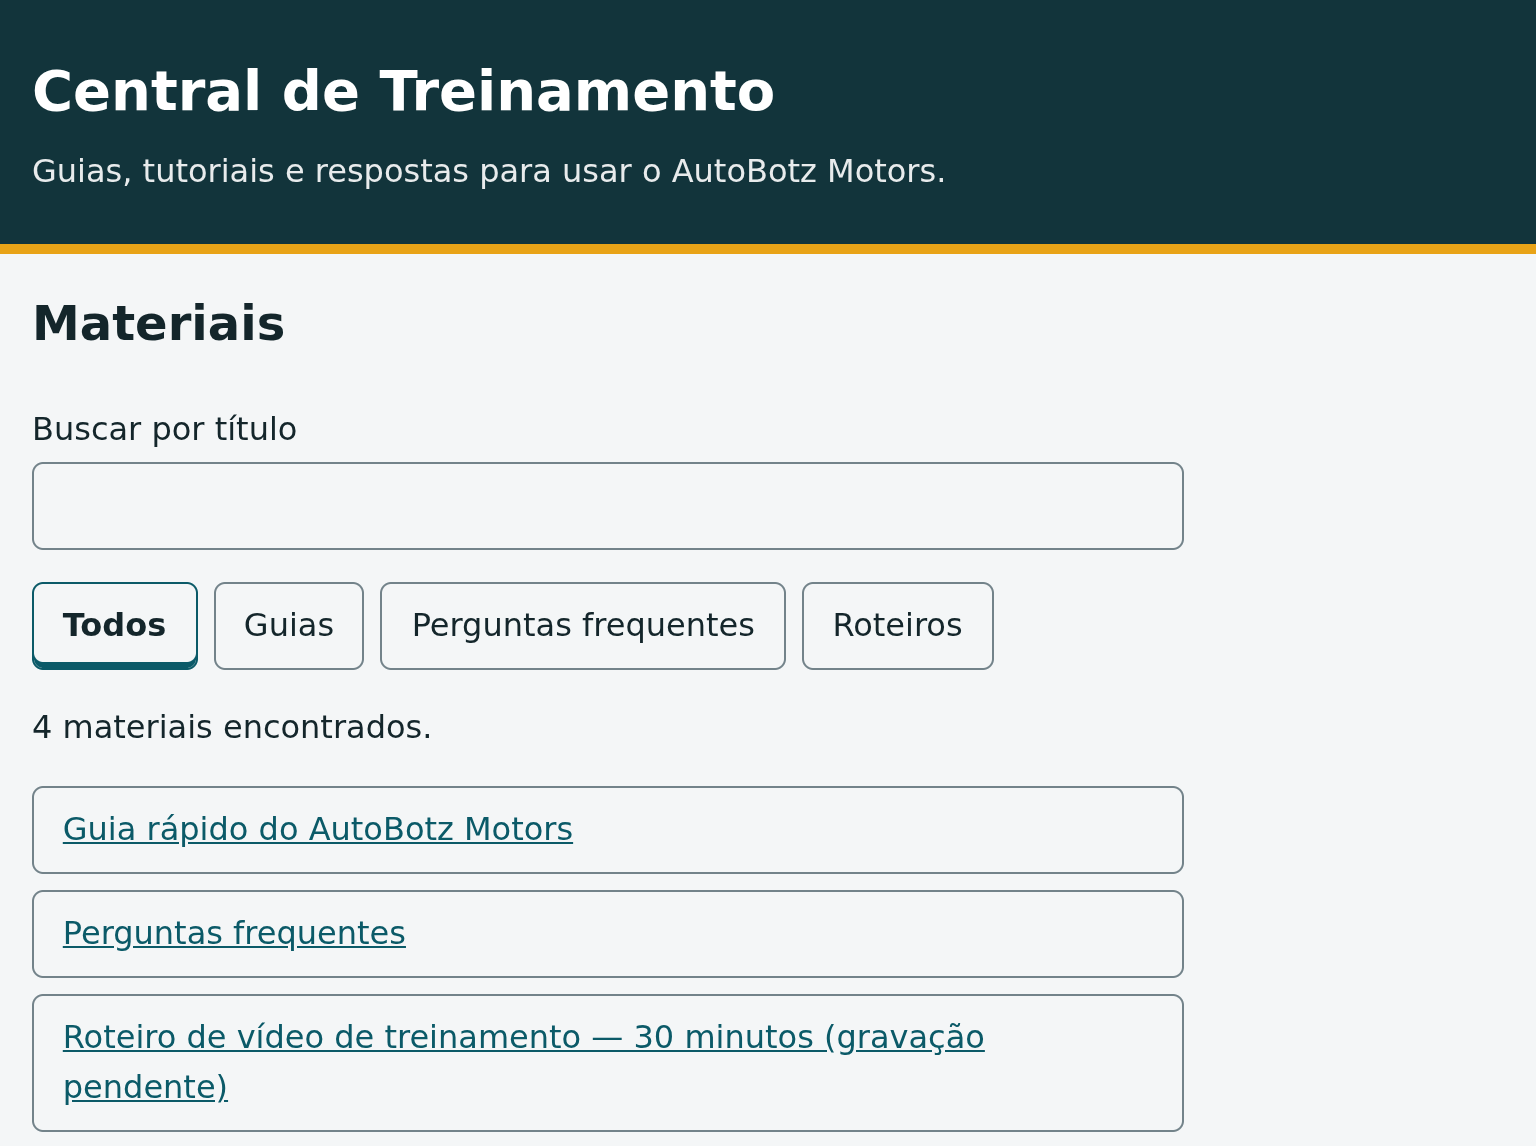 Central de Treinamento
Guias, tutoriais e respostas para usar o AutoBotz Motors.
Materiais
Buscar por título
Todos
Guias
Perguntas frequentes
Roteiros
4 materiais encontrados.
Guia rápido do AutoBotz Motors
Perguntas frequentes
Roteiro de vídeo de treinamento — 30 minutos (gravação
pendente)